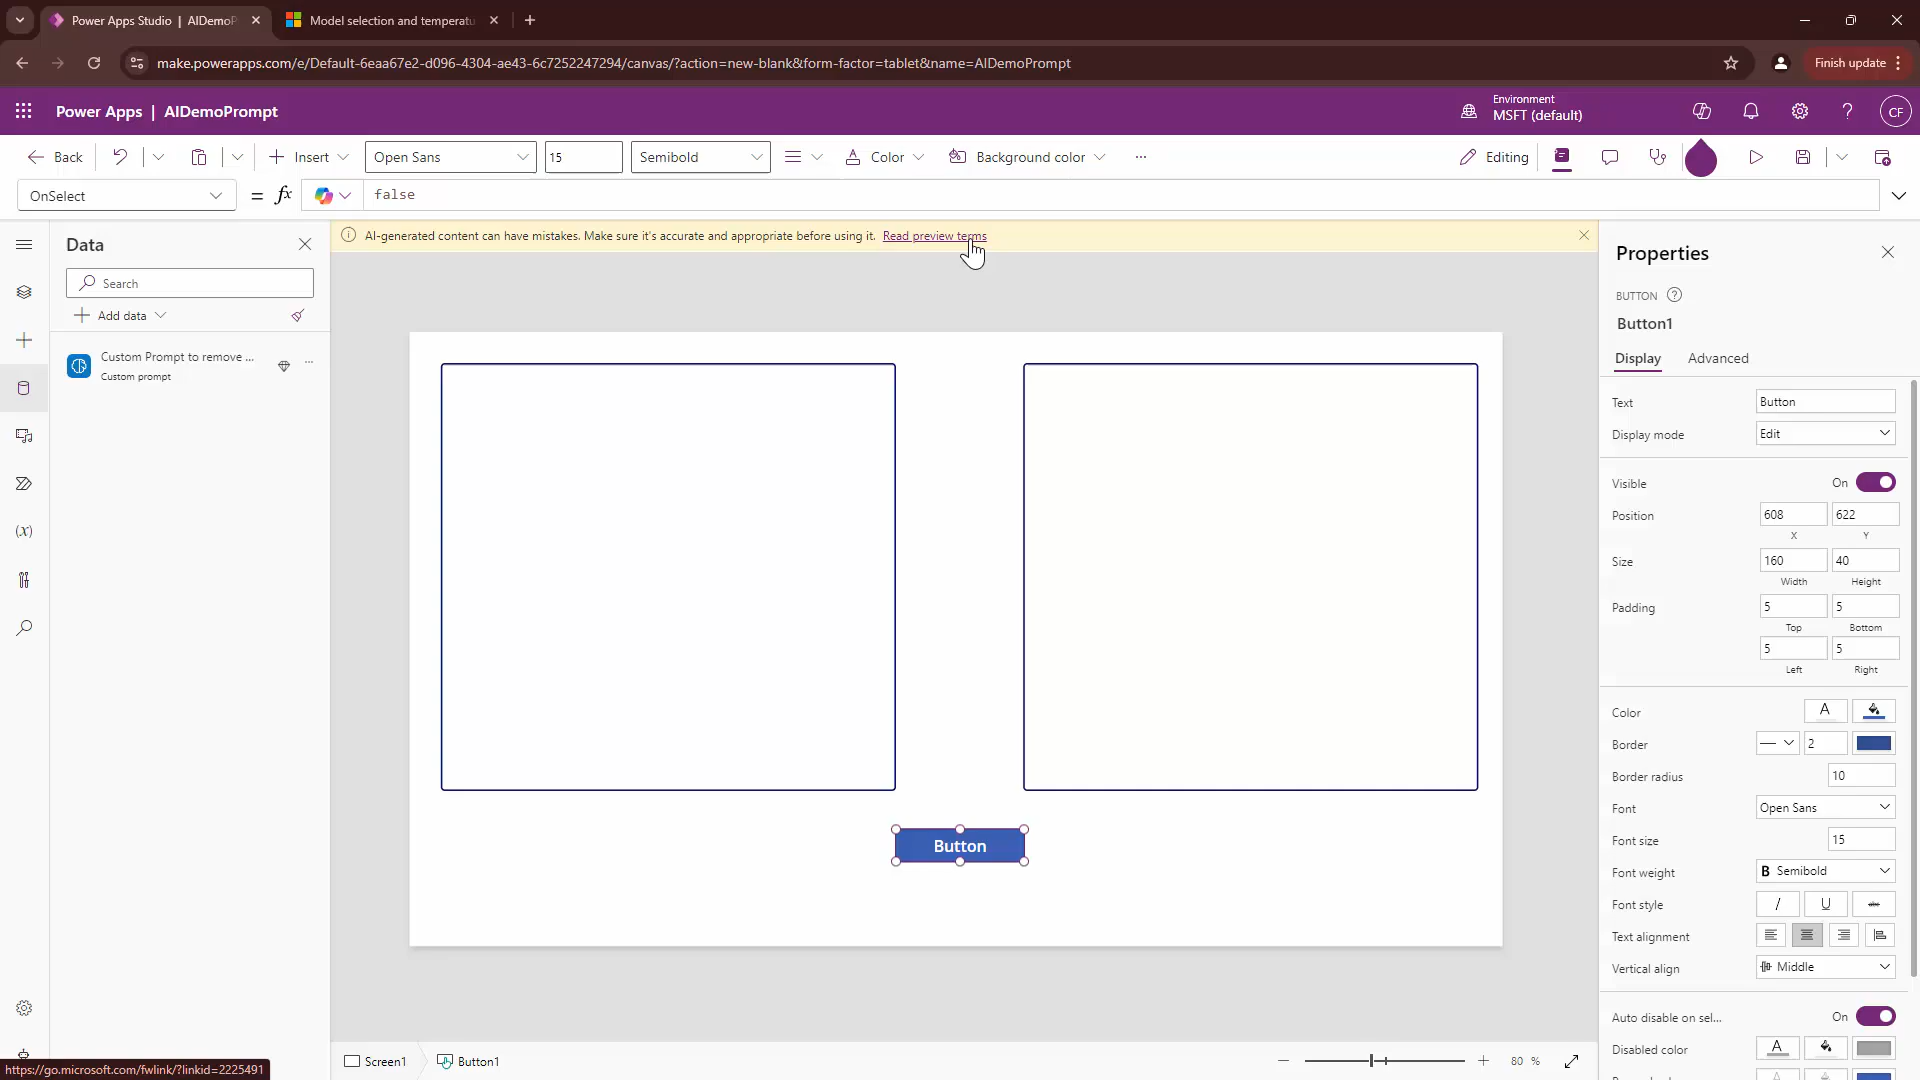 Power Apps Studio | AIDemoP
Model selection and temperatu
make.powerapps.com/e/Default-6eaa67e2-d096-4304-ae43-6c7252247294/canvas/?action=new-blank&form-factor=tablet&name=AIDemoPrompt
Finish update
Power Apps | AIDemoPrompt
Environment
MSFT (default)
CF
Back
Insert
Open Sans
15
Semibold
Color
Background color
Editing
OnSelect
= fx
false
Data
Search
Add data
Custom Prompt to remove ...
Custom prompt
AI-generated content can have mistakes. Make sure it's accurate and appropriate before using it. Read preview terms
Button
Properties
BUTTON
Button1
Display
Advanced
Text
Button
Display mode
Edit
Visible
On
Position
608
622
X
Y
Size
160
40
Width
Height
Padding
5
5
Top
Bottom
5
5
Left
Right
Color
Border
2
Border radius
10
Font
Open Sans
Font size
15
Font weight
B Semibold
Font style
Text alignment
Vertical align
Middle
Auto disable on sel...
On
Disabled color
Screen1
Button1
80 %
https://go.microsoft.com/fwlink/?linkid=2225491